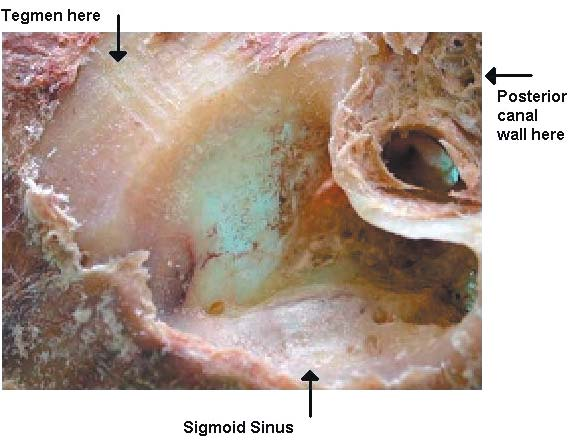 Tegmen here
Posterior
canal
wall here
Sigmoid Sinus